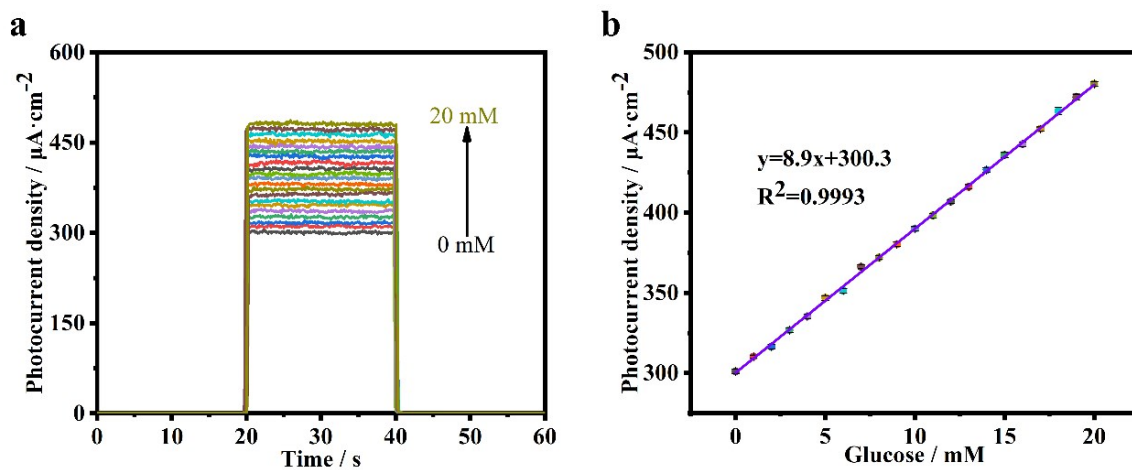 a
Photocurrent density / μA·cm⁻²
600
450
300
150
0
20 mM
0 mM
0 10 20 30 40 50 60
Time / s
b
Photocurrent density / μA·cm⁻²
500
450
400
350
300
y=8.9x+300.3
R²=0.9993
0 5 10 15 20
Glucose / mM